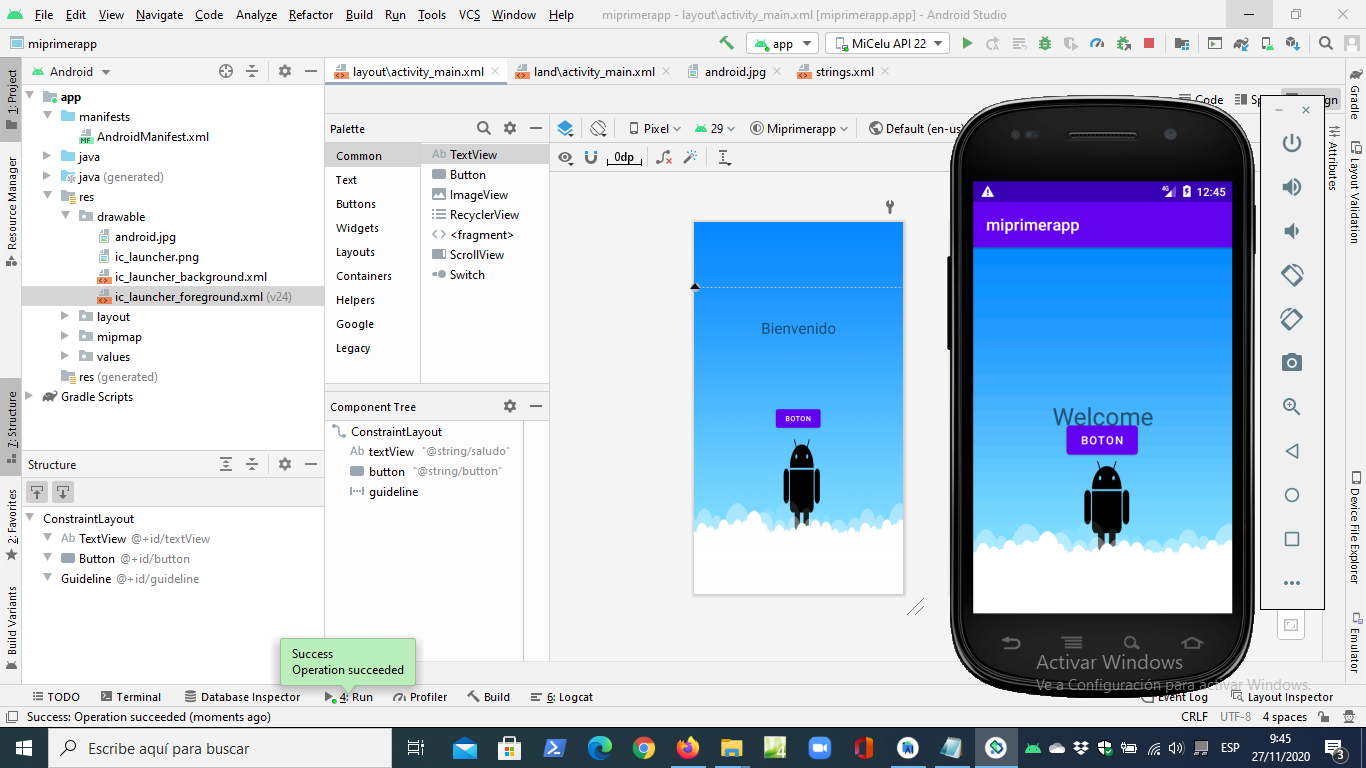 File Edit View Navigate Code Analyze Refactor Build Run Tools VCS Window Help miprimerapp - layout\activity_main.xml [miprimerapp.app] - Android Studio
miprimerapp app MiCelu API 22
1: Project
Resource Manager
7: Structure
2: Favorites
Build Variants
Android
app
manifests
AndroidManifest.xml
java
java (generated)
res
drawable
android.jpg
ic_launcher.png
ic_launcher_background.xml
ic_launcher_foreground.xml (v24)
layout
mipmap
values
res (generated)
Gradle Scripts
Structure
ConstraintLayout
TextView @+id/textView
Button @+id/button
Guideline @+id/guideline
layout\activity_main.xml land\activity_main.xml android.jpg strings.xml
Code Sp gn
Palette
Common
Text
Buttons
Widgets
Layouts
Containers
Helpers
Google
Legacy
Ab TextView
Button
ImageView
RecyclerView
<fragment>
ScrollView
Switch
Component Tree
ConstraintLayout
Ab textView "@string/saludo"
button "@string/button"
guideline
Pixel 29 Miprimerapp Default (en-us)
0dp
Bienvenido
BOTON
4G 12:45
miprimerapp
Welcome
BOTON
Gradle
Layout Validation
Attributes
Device File Explorer
Emulator
Success
Operation succeeded
Activar Windows
Ve a Configuración para activar Windows.
TODO Terminal Database Inspector 4: Run Profiler Build 6: Logcat Event Log Layout Inspector
Success: Operation succeeded (moments ago) CRLF UTF-8 4 spaces
Escribe aquí para buscar
ESP
9:45
27/11/2020
3